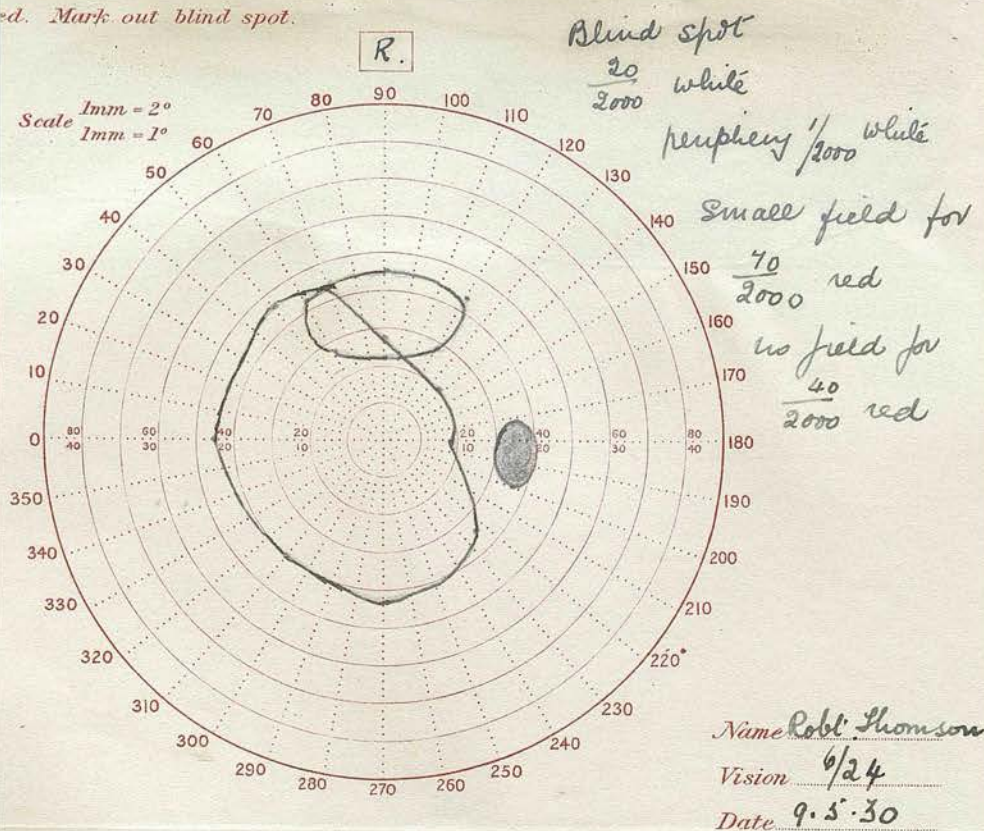 ed. Mark out blind spot.
R.
Scale 1mm = 2°
1mm = 1°
Blind spot
20/2000 white
periphery 1/2000 white
Small field for
70/2000 red
no field for
40/2000 red
0
10
20
30
40
50
60
70
80
90
100
110
120
130
140
150
160
170
180
190
200
210
220°
230
240
250
260
270
280
290
300
310
320
330
340
350
80 60 40 20 20 40 60 80
40 30 20 10 10 20 30 40
Name Robt. Thomson
Vision 6/24
Date 9.5.30